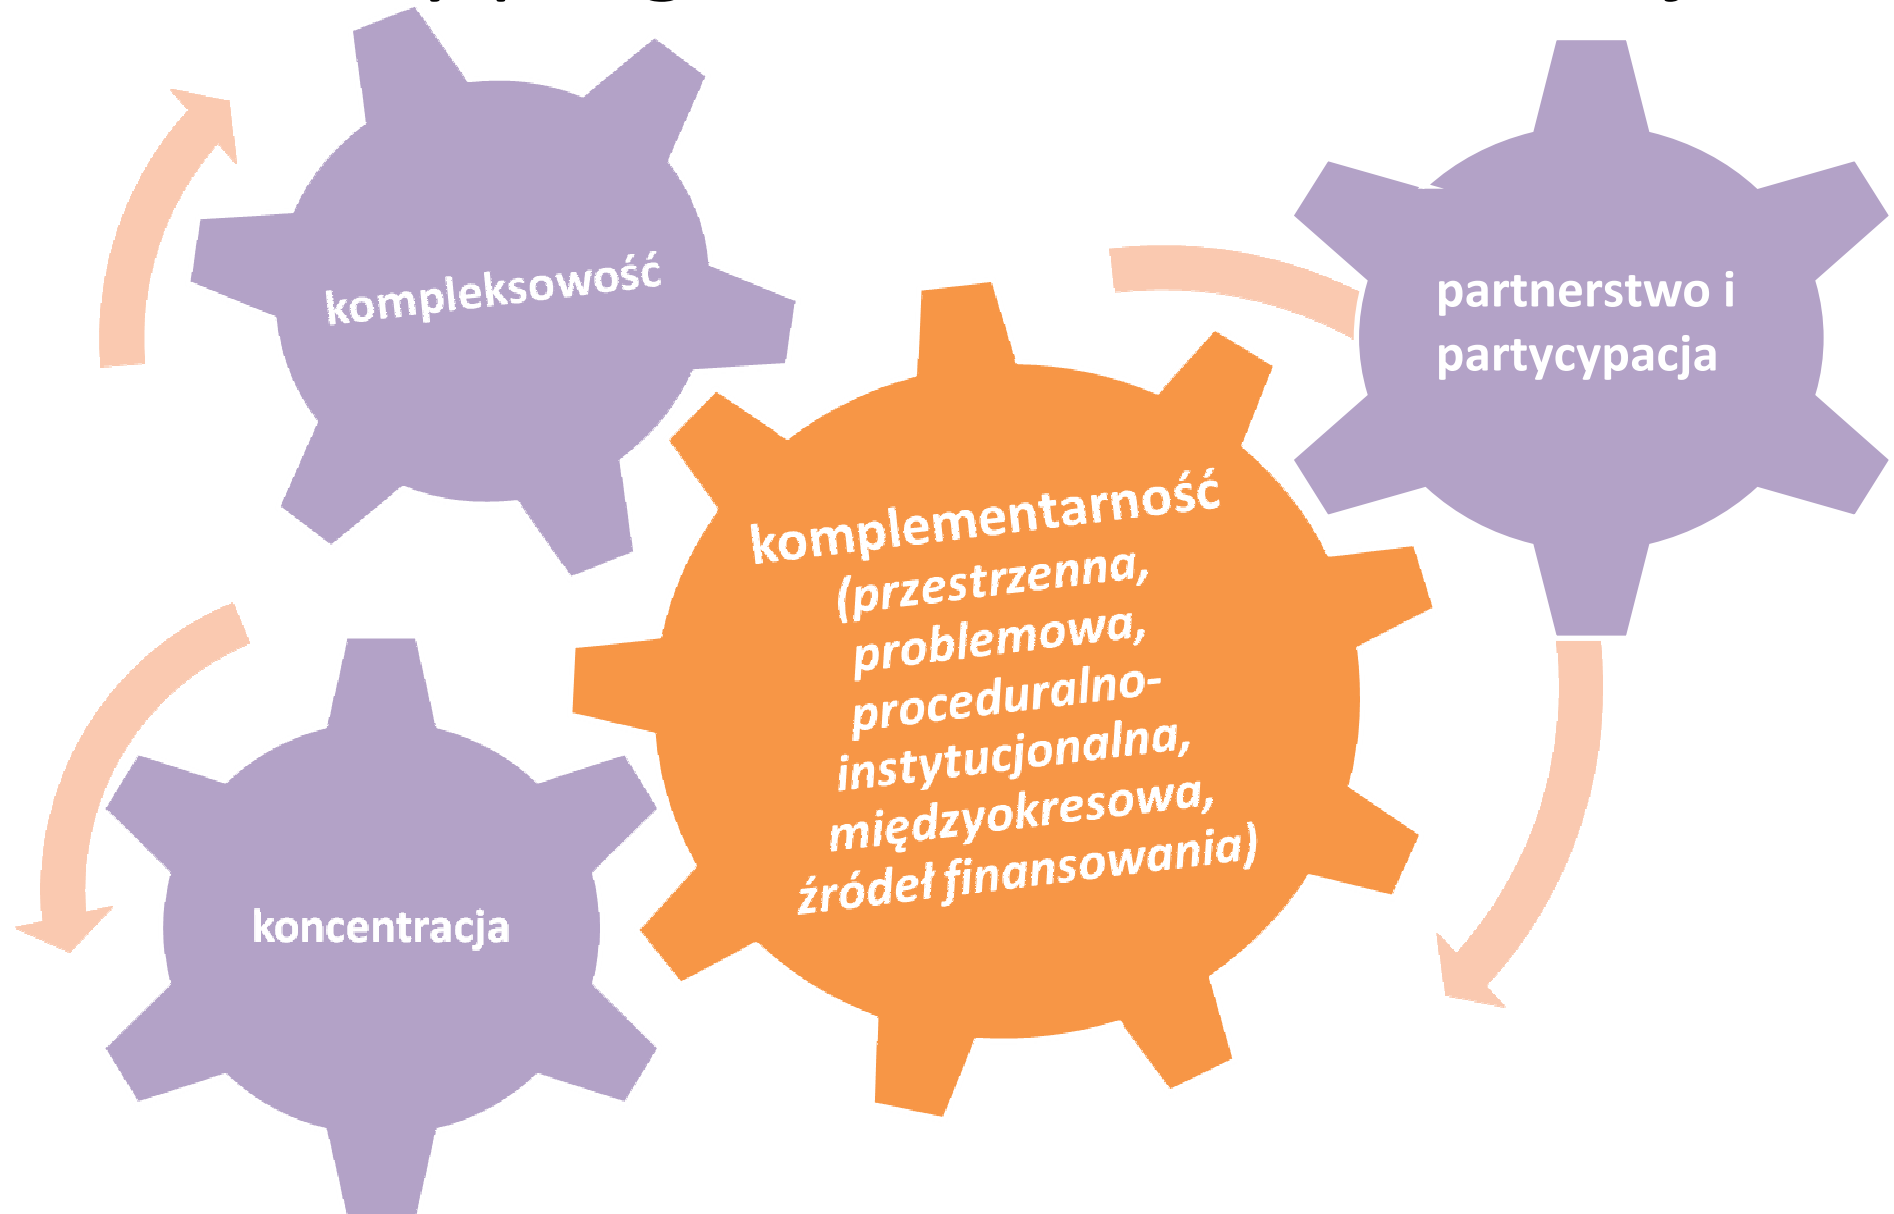 kompleksowość
partnerstwo i
partycypacja
komplementarność
(przestrzenna,
problemowa,
proceduralno-
instytucjonalna,
międzyokresowa,
źródeł finansowania)
koncentracja